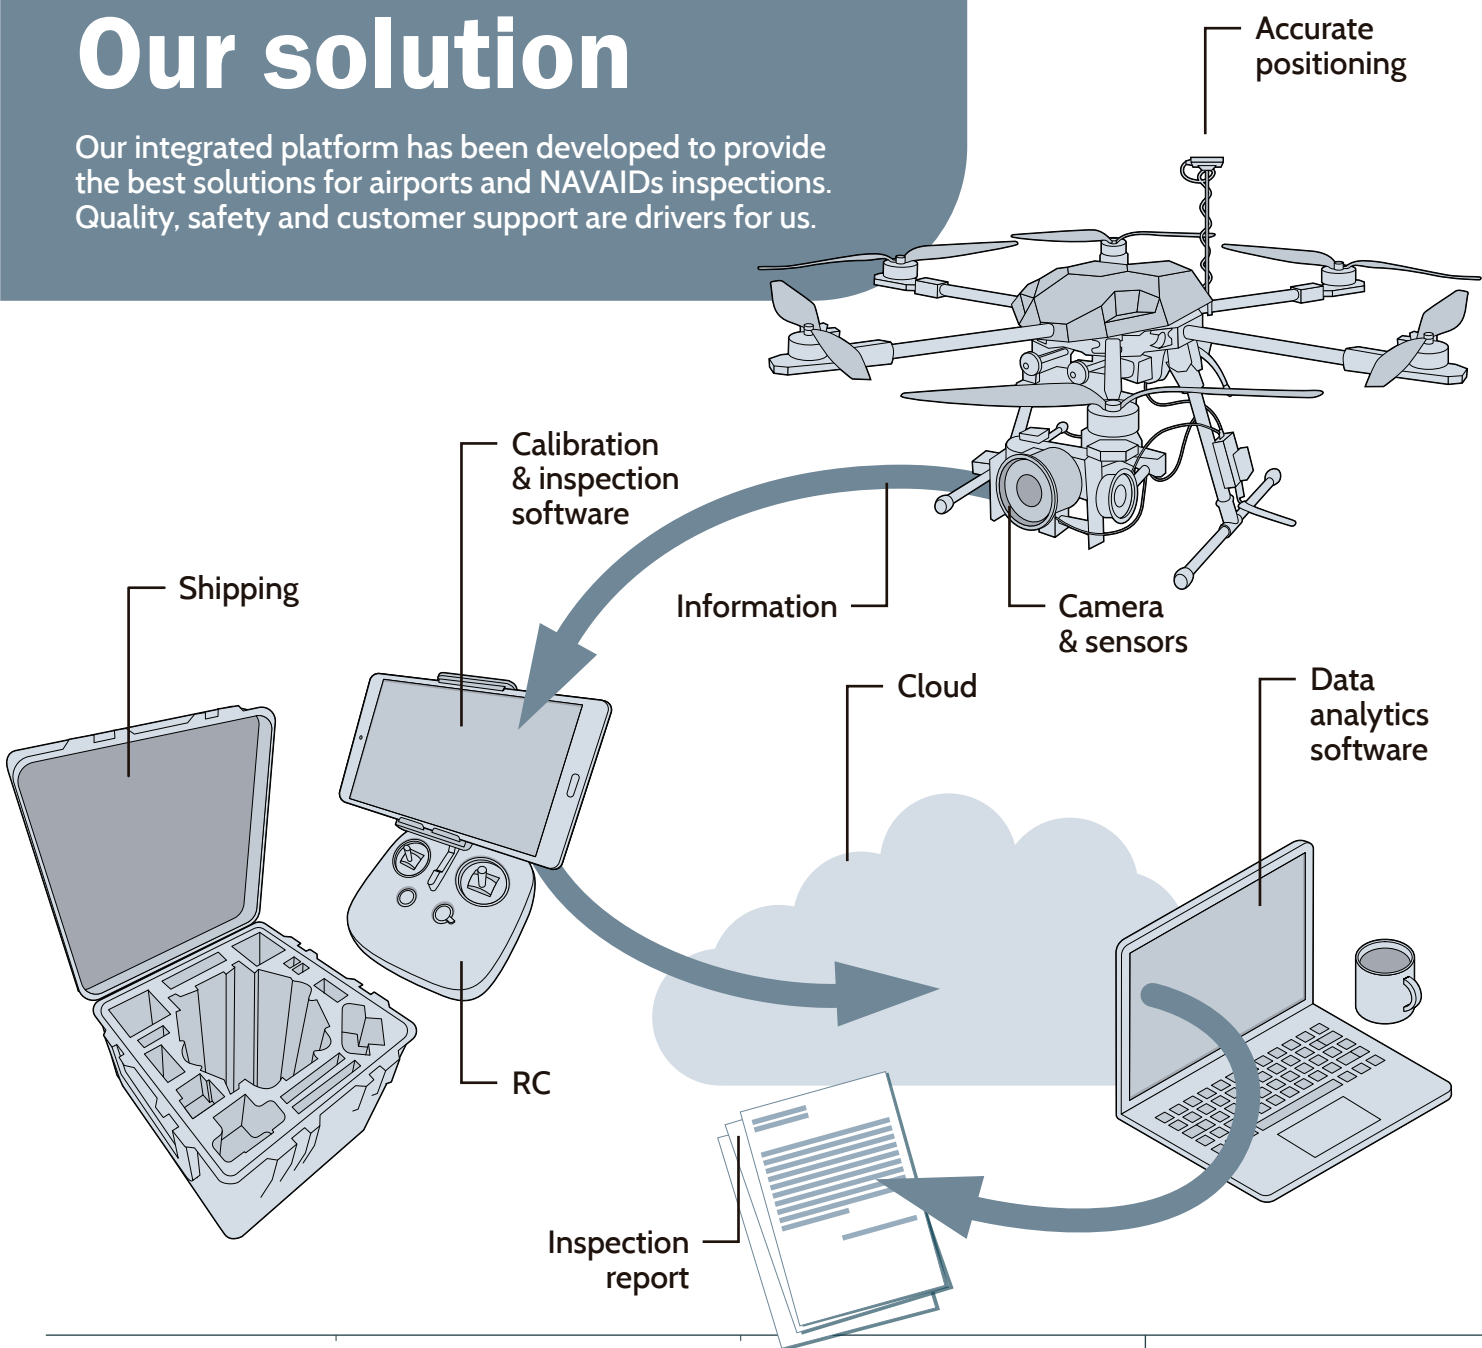 Our solution
Our integrated platform has been developed to provide
the best solutions for airports and NAVAIDs inspections.
Quality, safety and customer support are drivers for us.
Accurate
positioning
Calibration
& inspection
software
Shipping
Information
Camera
& sensors
Cloud
Data
analytics
software
RC
Inspection
report